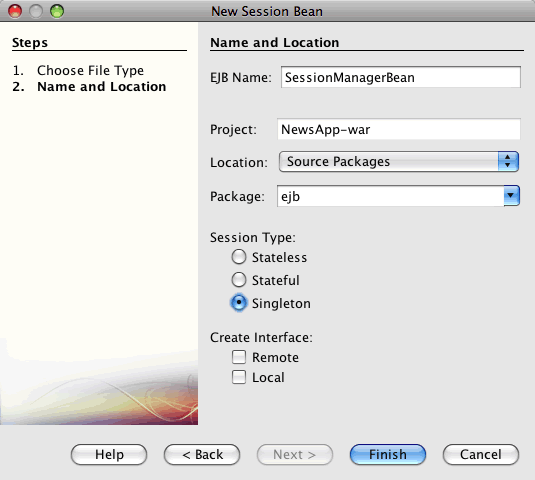 New Session Bean
Steps
1. Choose File Type
2. Name and Location
Name and Location
EJB Name: SessionManagerBean
Project: NewsApp-war
Location: Source Packages
Package: ejb
Session Type:
Stateless
Stateful
Singleton
Create Interface:
Remote
Local
Help < Back Next > Finish Cancel